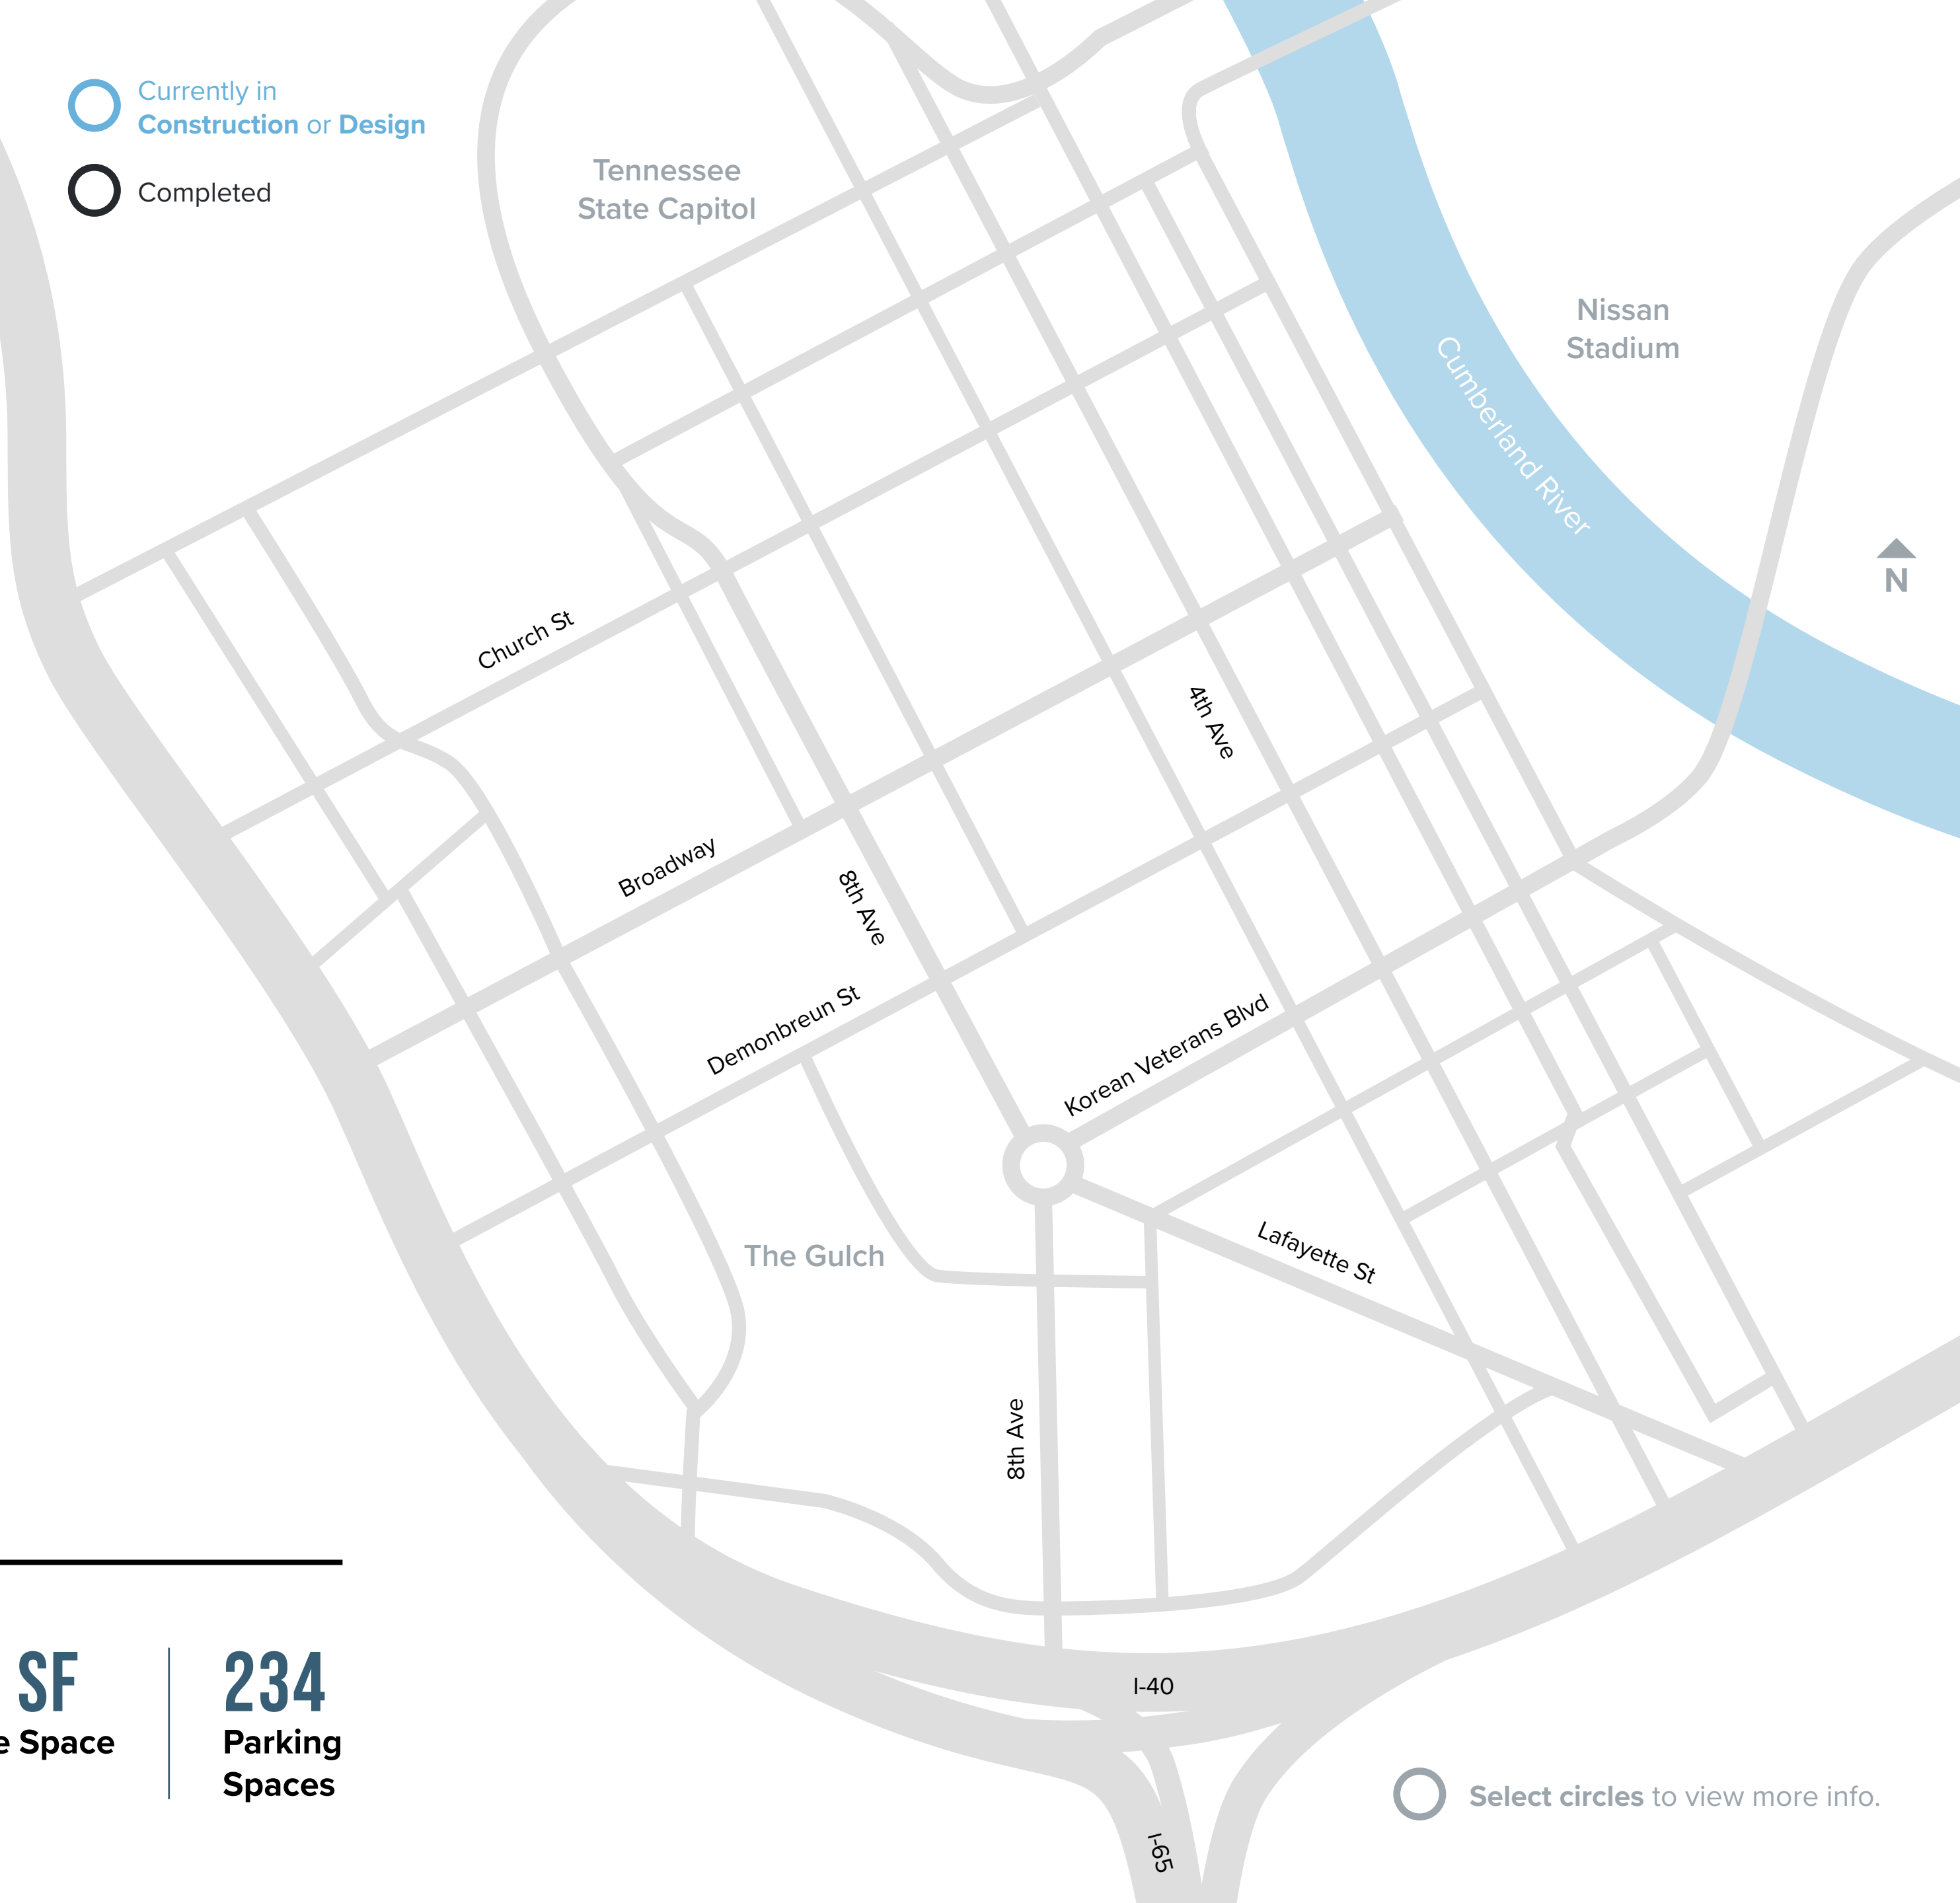 Currently in
Construction or Design
Completed
Tennessee
State Capitol
Nissan
Stadium
Cumberland River
N
Church St
4th Ave
Broadway
8th Ave
Demonbreun St
Korean Veterans Blvd
The Gulch
Lafayette St
8th Ave
SF
e Space
234
Parking
Spaces
I-40
I-65
Select circles to view more info.